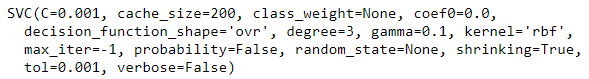 SVC(C=0.001, cache_size=200, class_weight=None, coef0=0.0,
decision_function_shape='ovr', degree=3, gamma=0.1, kernel='rbf',
max_iter=-1, probability=False, random_state=None, shrinking=True,
tol=0.001, verbose=False)